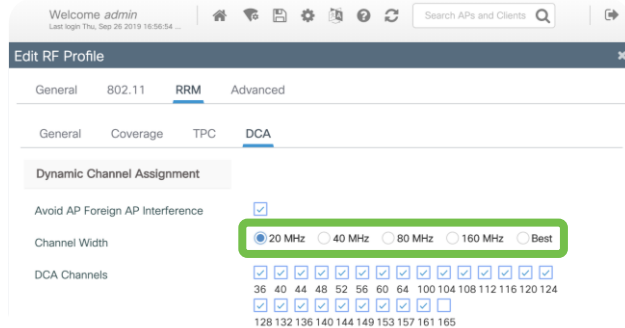 Welcome admin
Last login Thu, Sep 26 2019 16:56:54 ...
Search APs and Clients
Edit RF Profile
General 802.11 RRM Advanced
General Coverage TPC DCA
Dynamic Channel Assignment
Avoid AP Foreign AP Interference
Channel Width 20 MHz 40 MHz 80 MHz 160 MHz Best
DCA Channels
36 40 44 48 52 56 60 64 100 104 108 112 116 120 124
128 132 136 140 144 149 153 157 161 165